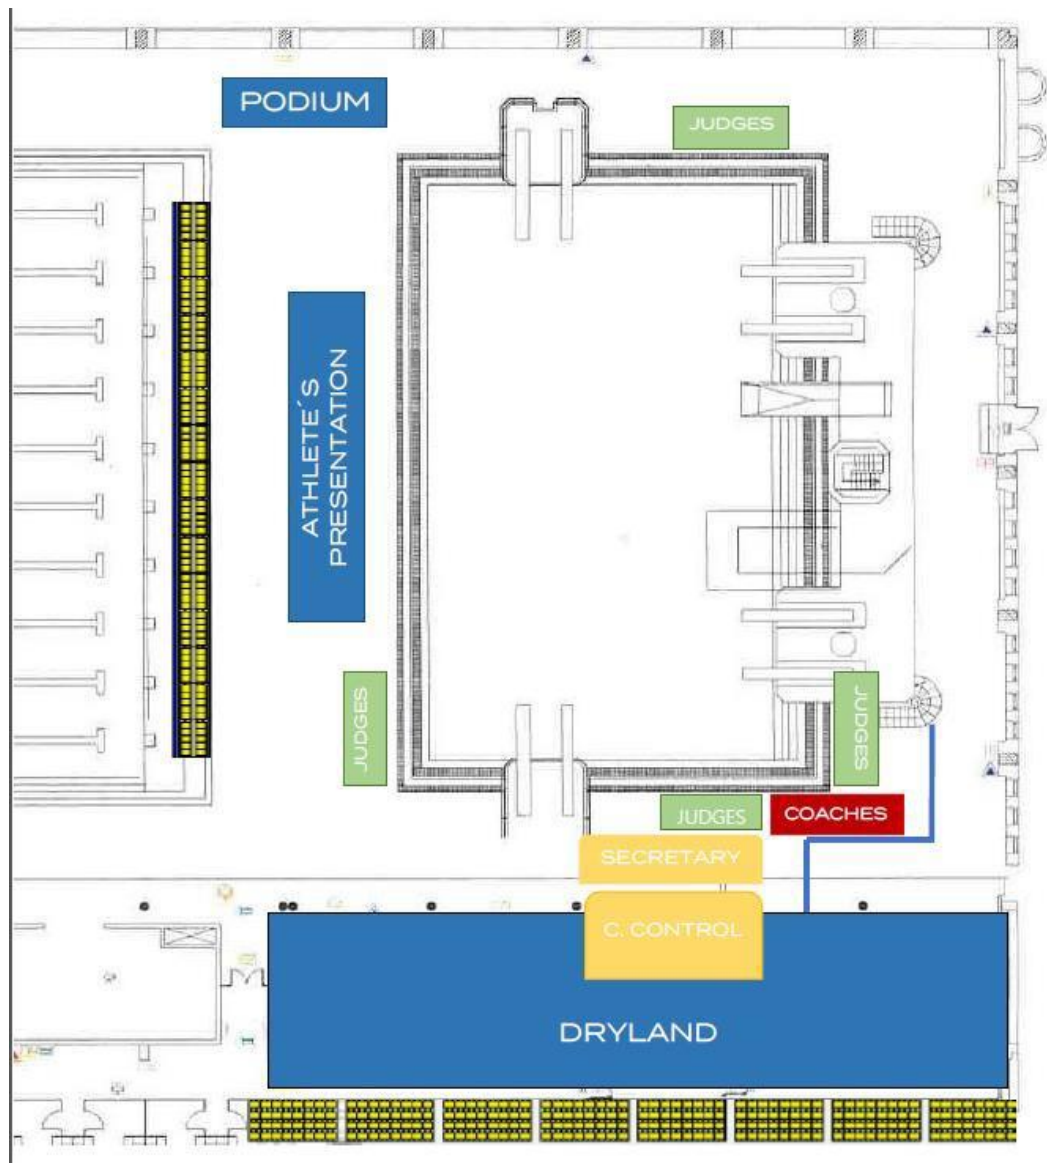 PODIUM
JUDGES
ATHLETE´S
PRESENTATION
JUDGES
JUDGES
JUDGES
COACHES
SECRETARY
C. CONTROL
DRYLAND